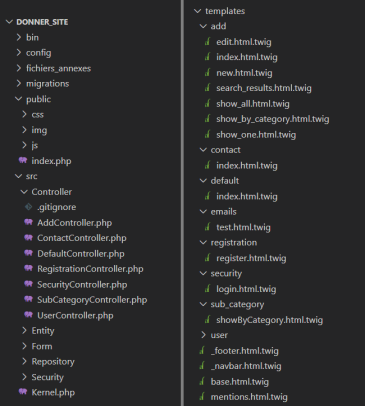 DONNER_SITE
bin
config
fichiers_annexes
migrations
public
css
img
js
index.php
src
Controller
.gitignore
AddController.php
ContactController.php
DefaultController.php
RegistrationController.php
SecurityController.php
SubCategoryController.php
UserController.php
Entity
Form
Repository
Security
Kernel.php
templates
add
edit.html.twig
index.html.twig
new.html.twig
search_results.html.twig
show_all.html.twig
show_by_category.html.twig
show_one.html.twig
contact
index.html.twig
default
index.html.twig
emails
test.html.twig
registration
register.html.twig
security
login.html.twig
sub_category
showByCategory.html.twig
user
_footer.html.twig
_navbar.html.twig
base.html.twig
mentions.html.twig